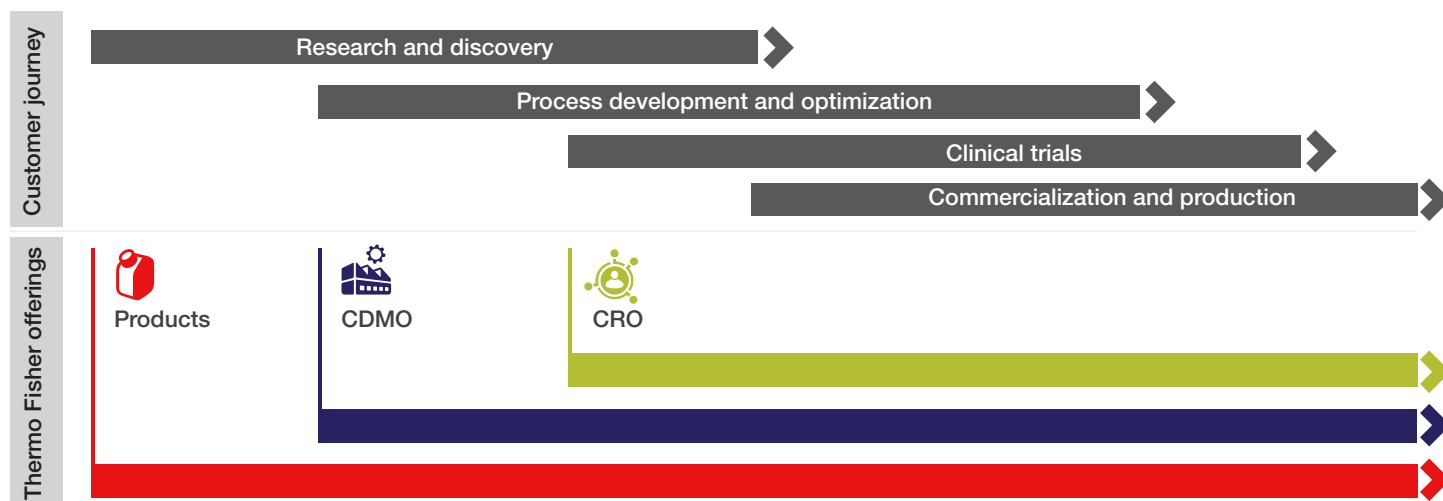 Customer journey
Research and discovery
Process development and optimization
Clinical trials
Commercialization and production
Thermo Fisher offerings
Products
CDMO
CRO